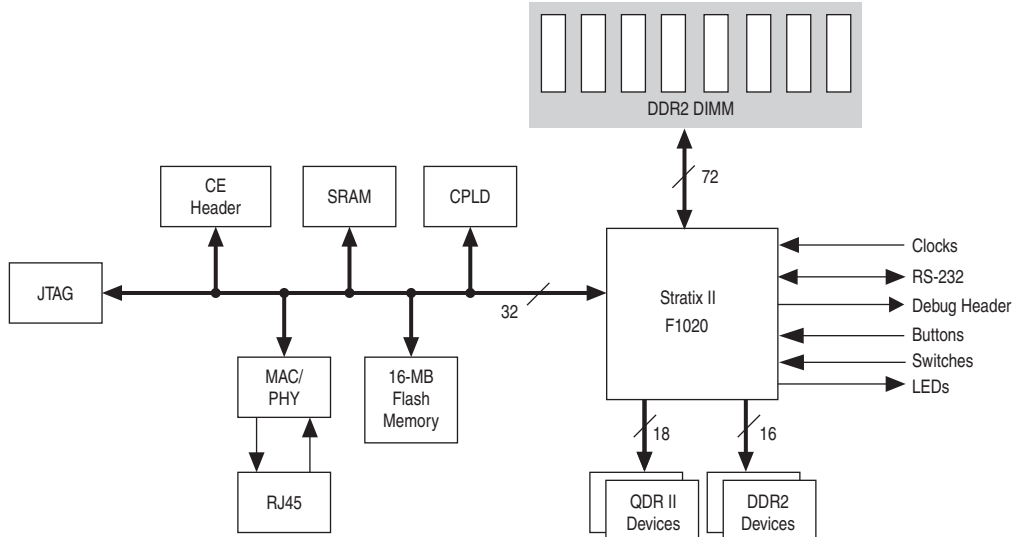 DDR2 DIMM
72
CE
Header
SRAM
CPLD
JTAG
32
Stratix II
F1020
Clocks
RS-232
Debug Header
Buttons
Switches
LEDs
MAC/
PHY
16-MB
Flash
Memory
18
16
RJ45
QDR II
Devices
DDR2
Devices